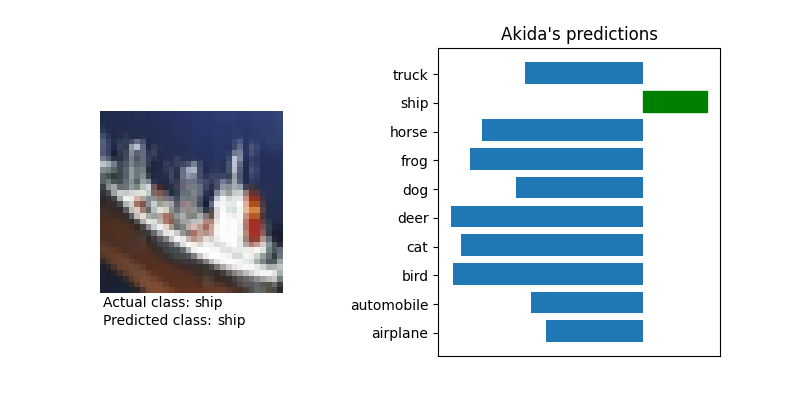 Akida's predictions
truck
ship
horse
frog
dog
deer
cat
bird
automobile
airplane
Actual class: ship
Predicted class: ship